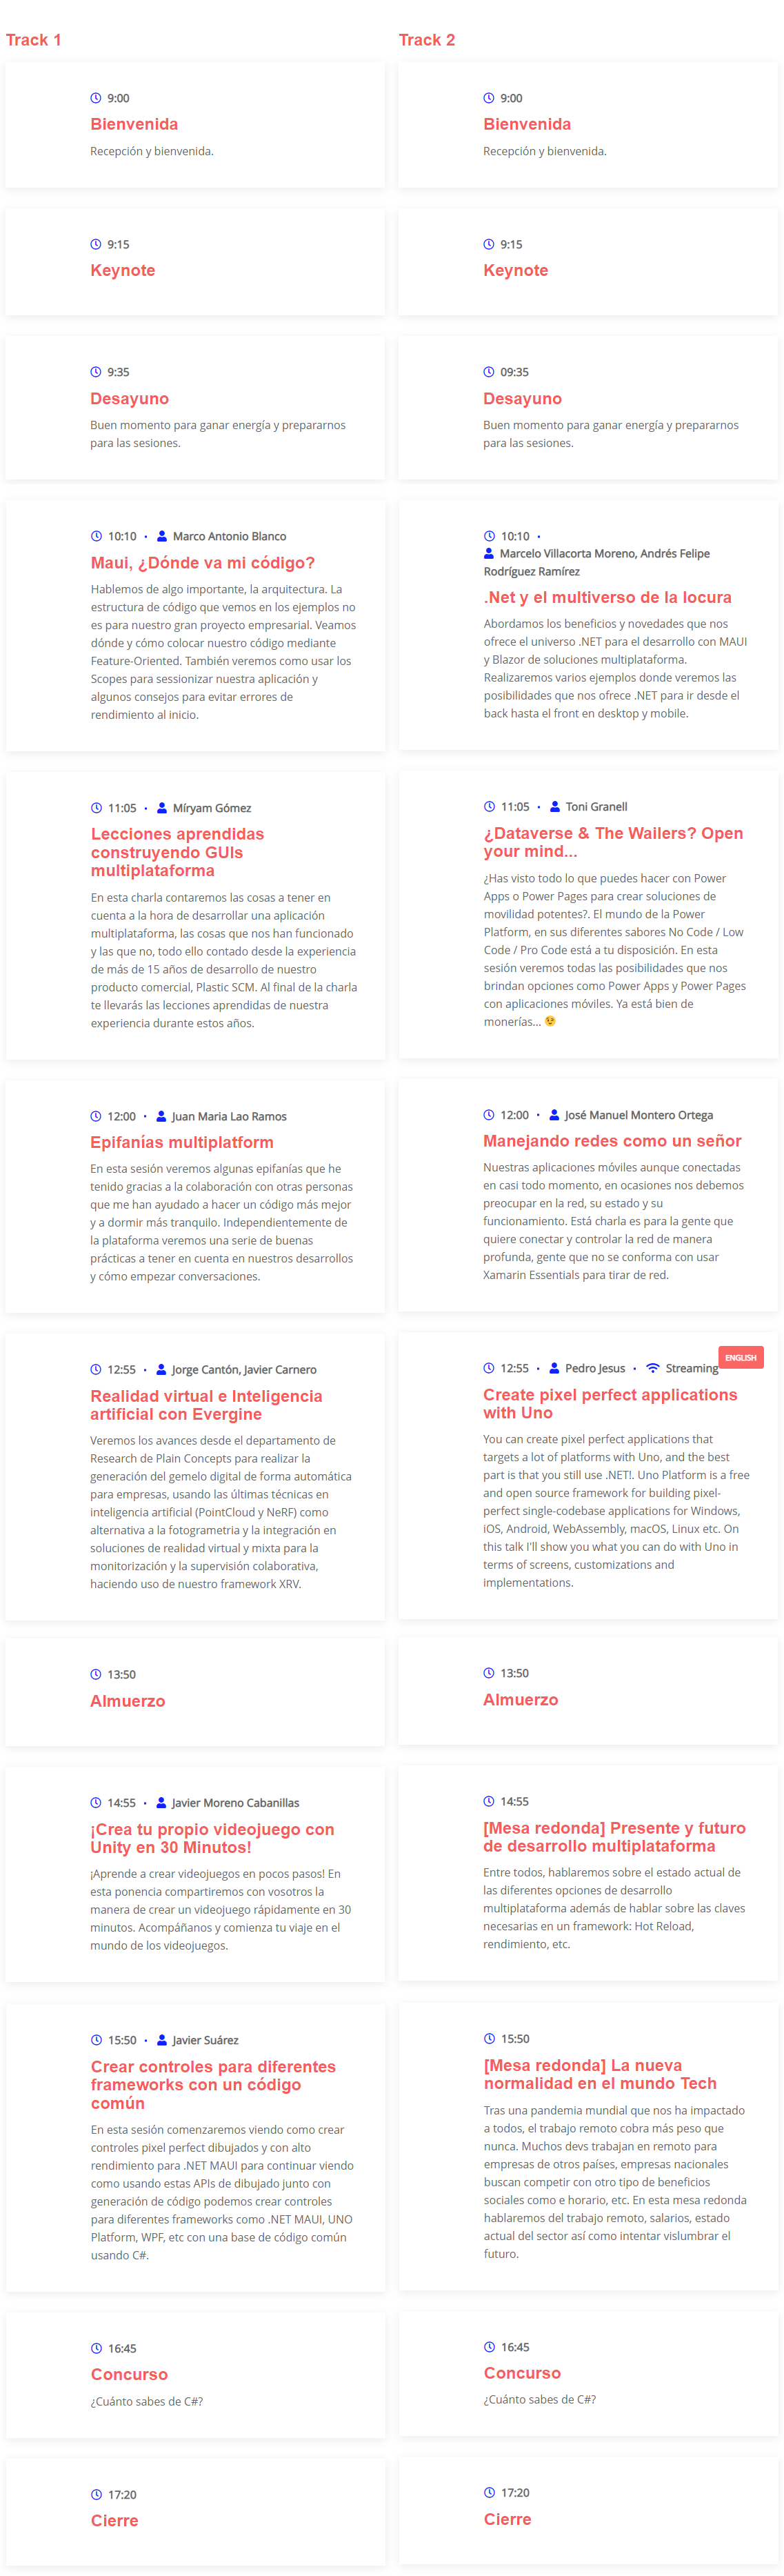 Track 1
9:00
Bienvenida
Recepción y bienvenida.
9:15
Keynote
9:35
Desayuno
Buen momento para ganar energía y prepararnos
para las sesiones.
10:10 • Marco Antonio Blanco
Maui, ¿Dónde va mi código?
Hablemos de algo importante, la arquitectura. La
estructura de código que vemos en los ejemplos no
es para nuestro gran proyecto empresarial. Veamos
dónde y cómo colocar nuestro código mediante
Feature-Oriented. También veremos como usar los
Scopes para sessionizar nuestra aplicación y
algunos consejos para evitar errores de
rendimiento al inicio.
11:05 • Míryam Gómez
Lecciones aprendidas
construyendo GUIs
multiplataforma
En esta charla contaremos las cosas a tener en
cuenta a la hora de desarrollar una aplicación
multiplataforma, las cosas que nos han funcionado
y las que no, todo ello contado desde la experiencia
de más de 15 años de desarrollo de nuestro
producto comercial, Plastic SCM. Al final de la charla
te llevarás las lecciones aprendidas de nuestra
experiencia durante estos años.
12:00 • Juan Maria Lao Ramos
Epifanías multiplatform
En esta sesión veremos algunas epifanías que he
tenido gracias a la colaboración con otras personas
que me han ayudado a hacer un código más mejor
y a dormir más tranquilo. Independientemente de
la plataforma veremos una serie de buenas
prácticas a tener en cuenta en nuestros desarrollos
y cómo empezar conversaciones.
12:55 • Jorge Cantón, Javier Carnero
Realidad virtual e Inteligencia
artificial con Evergine
Veremos los avances desde el departamento de
Research de Plain Concepts para realizar la
generación del gemelo digital de forma automática
para empresas, usando las últimas técnicas en
inteligencia artificial (PointCloud y NeRF) como
alternativa a la fotogrametria y la integración en
soluciones de realidad virtual y mixta para la
monitorización y la supervisión colaborativa,
haciendo uso de nuestro framework XRV.
13:50
Almuerzo
14:55 • Javier Moreno Cabanillas
¡Crea tu propio videojuego con
Unity en 30 Minutos!
¡Aprende a crear videojuegos en pocos pasos! En
esta ponencia compartiremos con vosotros la
manera de crear un videojuego rápidamente en 30
minutos. Acompáñanos y comienza tu viaje en el
mundo de los videojuegos.
15:50 • Javier Suárez
Crear controles para diferentes
frameworks con un código
común
En esta sesión comenzaremos viendo como crear
controles pixel perfect dibujados y con alto
rendimiento para .NET MAUI para continuar viendo
como usando estas APIs de dibujado junto con
generación de código podemos crear controles
para diferentes frameworks como .NET MAUI, UNO
Platform, WPF, etc con una base de código común
usando C#.
16:45
Concurso
¿Cuánto sabes de C#?
17:20
Cierre
Track 2
9:00
Bienvenida
Recepción y bienvenida.
9:15
Keynote
09:35
Desayuno
Buen momento para ganar energía y prepararnos
para las sesiones.
10:10 •
Marcelo Villacorta Moreno, Andrés Felipe
Rodríguez Ramírez
.Net y el multiverso de la locura
Abordamos los beneficios y novedades que nos
ofrece el universo .NET para el desarrollo con MAUI
y Blazor de soluciones multiplataforma.
Realizaremos varios ejemplos donde veremos las
posibilidades que nos ofrece .NET para ir desde el
back hasta el front en desktop y mobile.
11:05 • Toni Granell
¿Dataverse & The Wailers? Open
your mind...
¿Has visto todo lo que puedes hacer con Power
Apps o Power Pages para crear soluciones de
movilidad potentes?. El mundo de la Power
Platform, en sus diferentes sabores No Code / Low
Code / Pro Code está a tu disposición. En esta
sesión veremos todas las posibilidades que nos
brindan opciones como Power Apps y Power Pages
con aplicaciones móviles. Ya está bien de
monerías... 😉
12:00 • José Manuel Montero Ortega
Manejando redes como un señor
Nuestras aplicaciones móviles aunque conectadas
en casi todo momento, en ocasiones nos debemos
preocupar en la red, su estado y su
funcionamiento. Está charla es para la gente que
quiere conectar y controlar la red de manera
profunda, gente que no se conforma con usar
Xamarin Essentials para tirar de red.
ENGLISH
12:55 • Pedro Jesus • Streaming
Create pixel perfect applications
with Uno
You can create pixel perfect applications that
targets a lot of platforms with Uno, and the best
part is that you still use .NET!. Uno Platform is a free
and open source framework for building pixel-
perfect single-codebase applications for Windows,
iOS, Android, WebAssembly, macOS, Linux etc. On
this talk I'll show you what you can do with Uno in
terms of screens, customizations and
implementations.
13:50
Almuerzo
14:55
[Mesa redonda] Presente y futuro
de desarrollo multiplataforma
Entre todos, hablaremos sobre el estado actual de
las diferentes opciones de desarrollo
multiplataforma además de hablar sobre las claves
necesarias en un framework: Hot Reload,
rendimiento, etc.
15:50
[Mesa redonda] La nueva
normalidad en el mundo Tech
Tras una pandemia mundial que nos ha impactado
a todos, el trabajo remoto cobra más peso que
nunca. Muchos devs trabajan en remoto para
empresas de otros países, empresas nacionales
buscan competir con otro tipo de beneficios
sociales como e horario, etc. En esta mesa redonda
hablaremos del trabajo remoto, salarios, estado
actual del sector así como intentar vislumbrar el
futuro.
16:45
Concurso
¿Cuánto sabes de C#?
17:20
Cierre